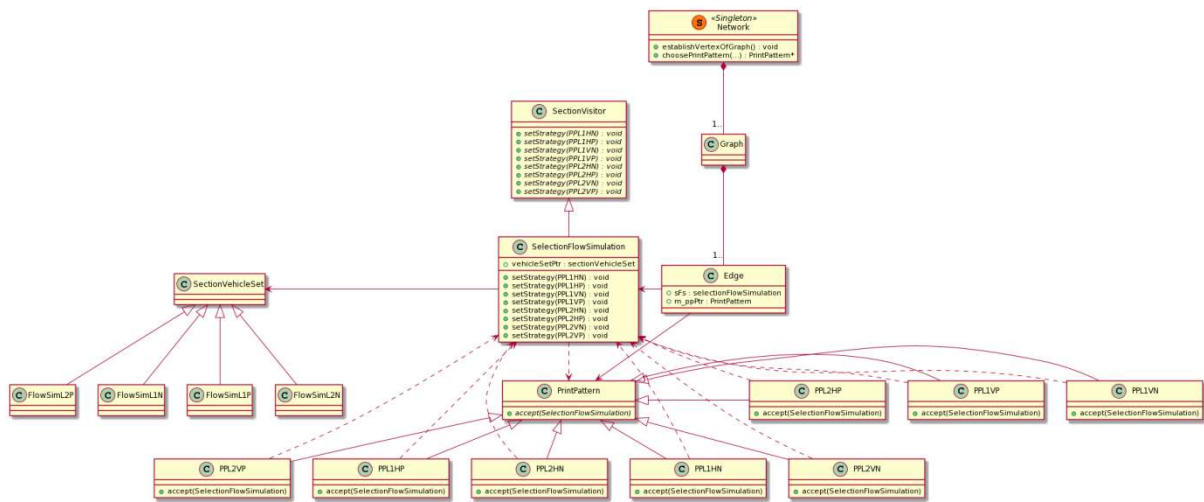 «Singleton»
S
Network
establishVertexOfGraph() : void
choosePrintPattern(...) : PrintPattern*
1..
C SectionVisitor
setStrategy(PPL1HN) : void
setStrategy(PPL1HP) : void
setStrategy(PPL1VN) : void
setStrategy(PPL1VP) : void
setStrategy(PPL2HN) : void
setStrategy(PPL2HP) : void
setStrategy(PPL2VN) : void
setStrategy(PPL2VP) : void
C Graph
1..
C SelectionFlowSimulation
vehicleSetPtr : sectionVehicleSet
setStrategy(PPL1HN) : void
setStrategy(PPL1HP) : void
setStrategy(PPL1VN) : void
setStrategy(PPL1VP) : void
setStrategy(PPL2HN) : void
setStrategy(PPL2HP) : void
setStrategy(PPL2VN) : void
setStrategy(PPL2VP) : void
C Edge
sFs : selectionFlowSimulation
m_ppPtr : PrintPattern
C SectionVehicleSet
C FlowSimL2P
C FlowSimL1N
C FlowSimL1P
C FlowSimL2N
C PrintPattern
accept(SelectionFlowSimulation)
C PPL2HP
accept(SelectionFlowSimulation)
C PPL1VP
accept(SelectionFlowSimulation)
C PPL1VN
accept(SelectionFlowSimulation)
C PPL2VP
accept(SelectionFlowSimulation)
C PPL1HP
accept(SelectionFlowSimulation)
C PPL2HN
accept(SelectionFlowSimulation)
C PPL1HN
accept(SelectionFlowSimulation)
C PPL2VN
accept(SelectionFlowSimulation)